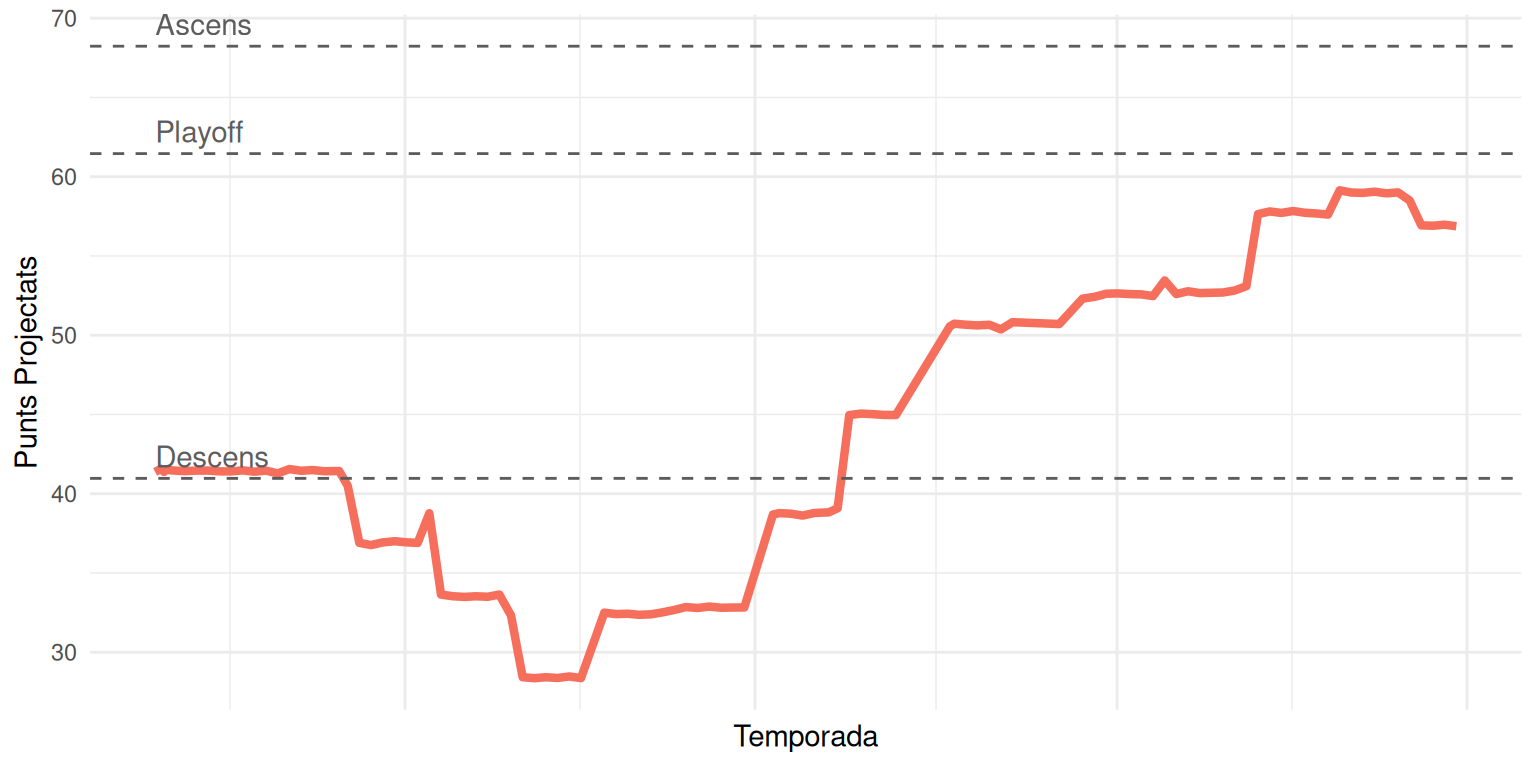 70
Ascens
Playoff
60
50
Descens
40
30
Punts Projectats
Temporada